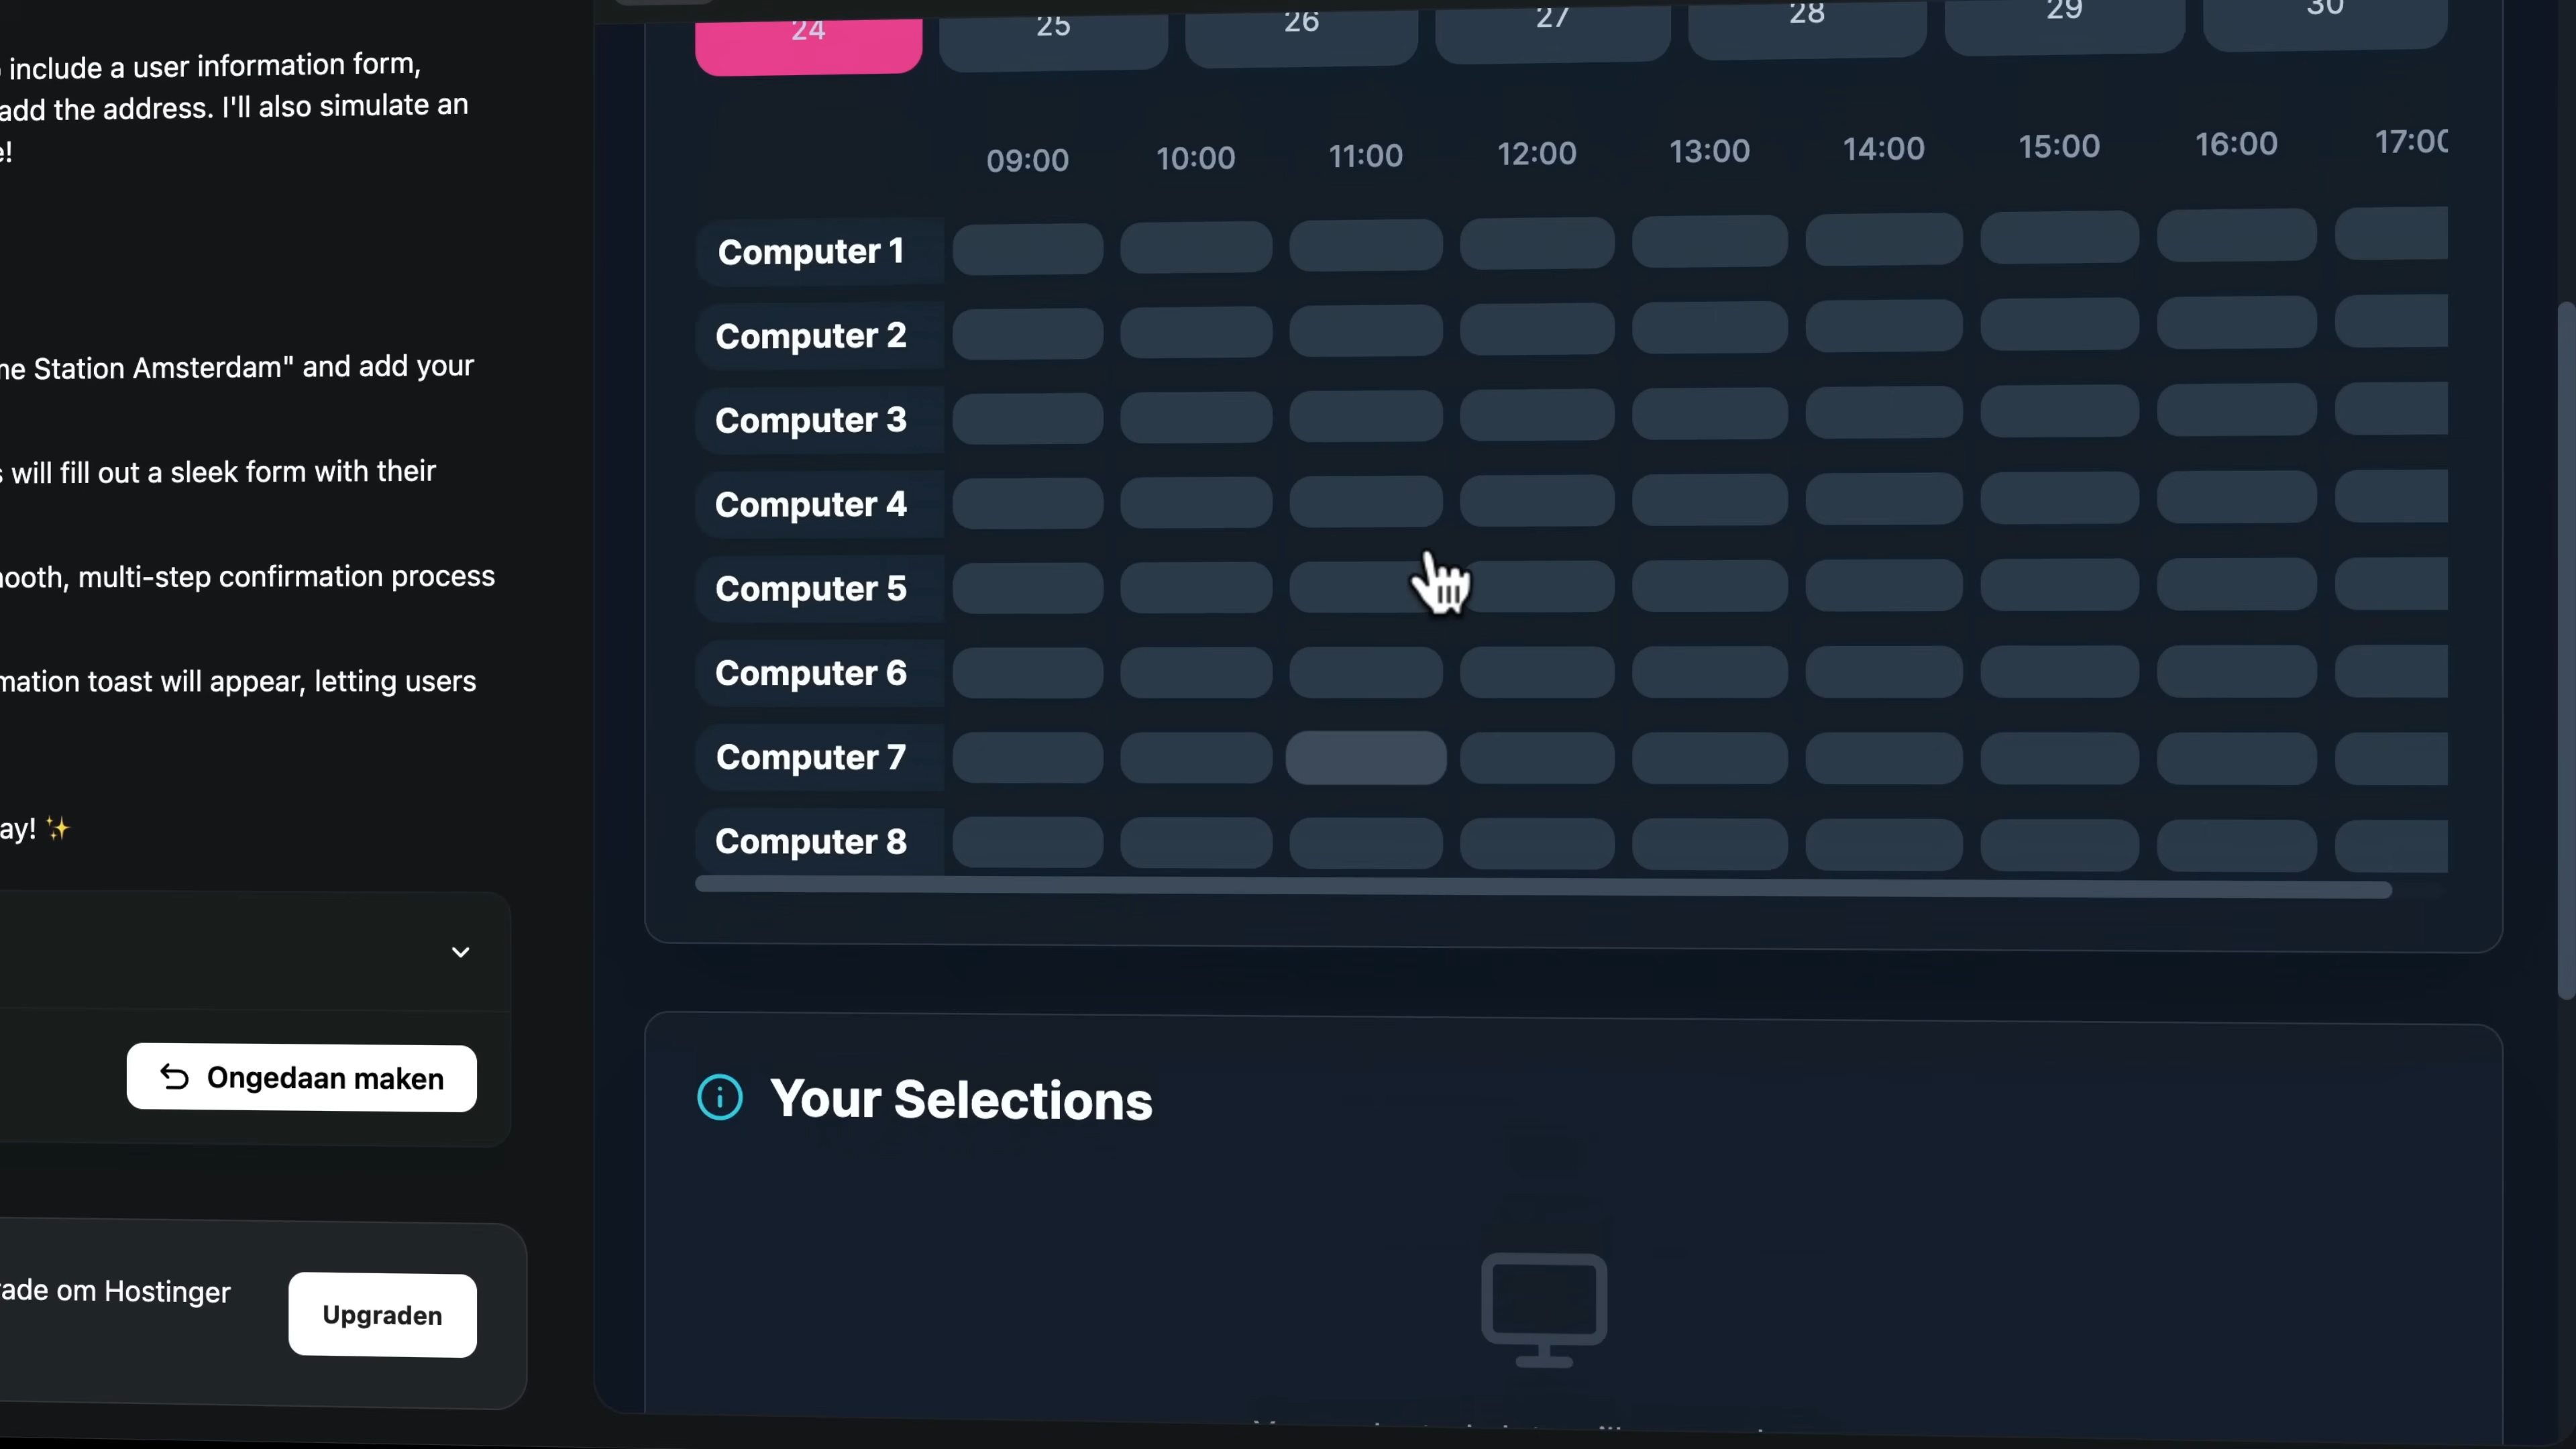 include a user information form,
add the address. I'll also simulate an
e!
ne Station Amsterdam" and add your
s will fill out a sleek form with their
nooth, multi-step confirmation process
mation toast will appear, letting users
ay! ✨
Ongedaan maken
rade om Hostinger
Upgraden
24 25 26 27 28 29 30
09:00 10:00 11:00 12:00 13:00 14:00 15:00 16:00 17:00
Computer 1
Computer 2
Computer 3
Computer 4
Computer 5
Computer 6
Computer 7
Computer 8
Your Selections